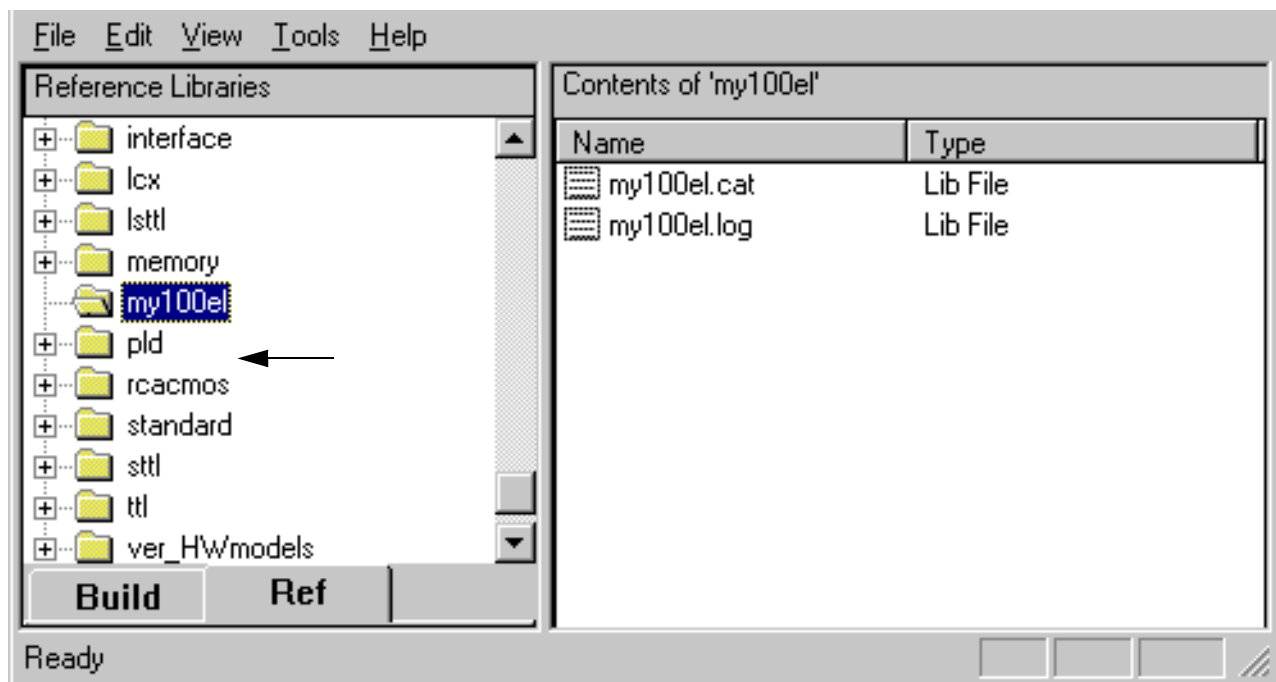 File Edit View Tools Help
Reference Libraries
interface
lcx
lsttl
memory
my100el
pld
rcacmos
standard
sttl
ttl
ver_HWmodels
Build Ref
Contents of 'my100el'
Name Type
my100el.cat Lib File
my100el.log Lib File
Ready